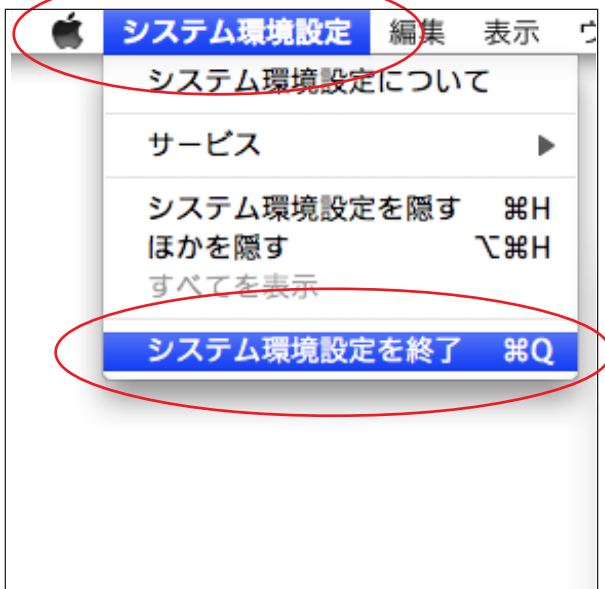 システム環境設定 編集 表示 ウ
システム環境設定について
サービス ▶
システム環境設定を隠す ⌘H
ほかを隠す ⌥⌘H
すべてを表示
システム環境設定を終了 ⌘Q